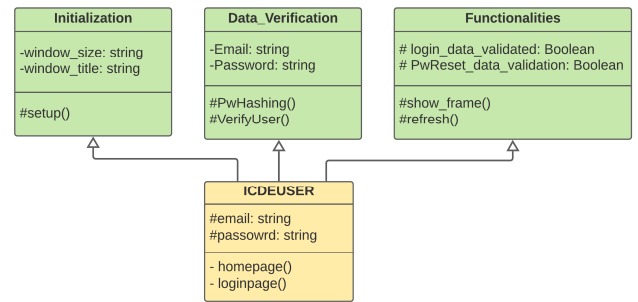 Initialization
-window_size: string
-window_title: string
#setup()
Data_Verification
-Email: string
-Password: string
#PwHashing()
#VerifyUser()
Functionalities
# login_data_validated: Boolean
# PwReset_data_validation: Boolean
#show_frame()
#refresh()
ICDEUSER
#email: string
#passowrd: string
- homepage()
- loginpage()